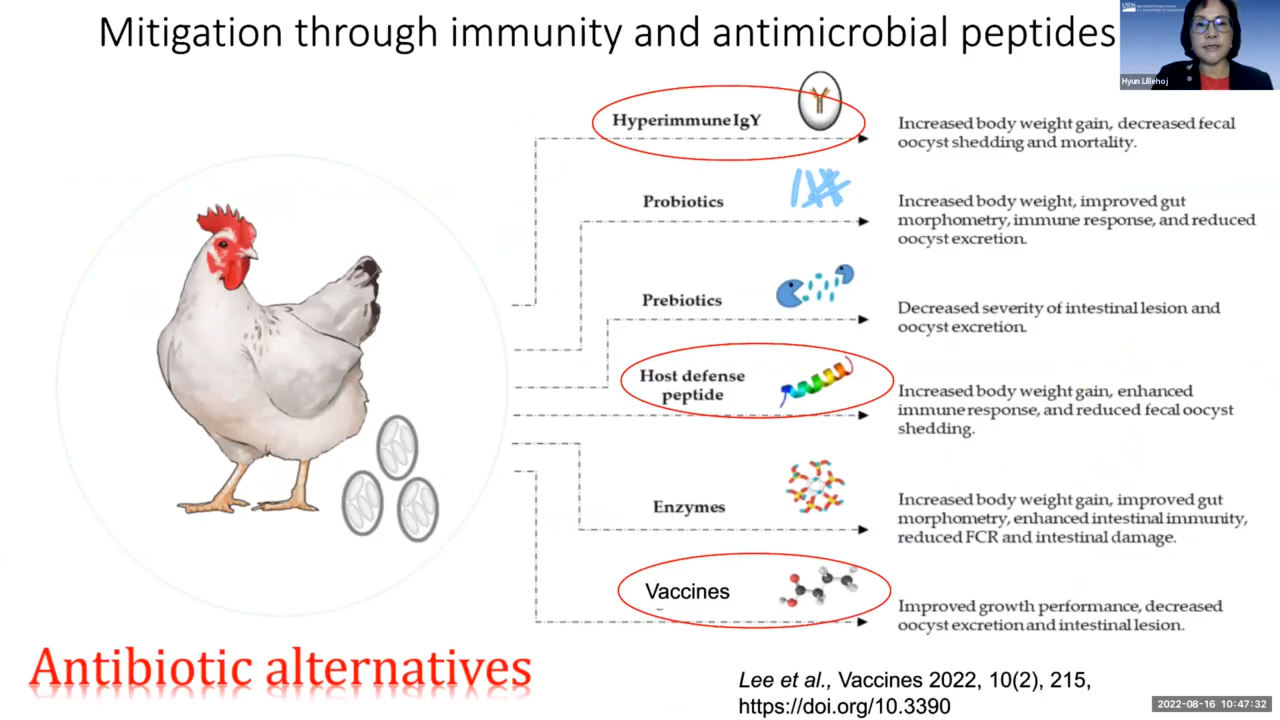 Mitigation through immunity and antimicrobial peptides
USDA
Hyun Lillehoj
Hyperimmune IgY
Increased body weight gain, decreased fecal
oocyst shedding and mortality.
Probiotics
Increased body weight, improved gut
morphometry, immune response, and reduced
oocyst excretion.
Prebiotics
Decreased severity of intestinal lesion and
oocyst excretion.
Host defense
peptide
Increased body weight gain, enhanced
immune response, and reduced fecal oocyst
shedding.
Enzymes
Increased body weight gain, improved gut
morphometry, enhanced intestinal immunity,
reduced FCR and intestinal damage.
Vaccines
Improved growth performance, decreased
oocyst excretion and intestinal lesion.
Antibiotic alternatives
Lee et al., Vaccines 2022, 10(2), 215,
https://doi.org/10.3390
2022-08-16 10:47:32